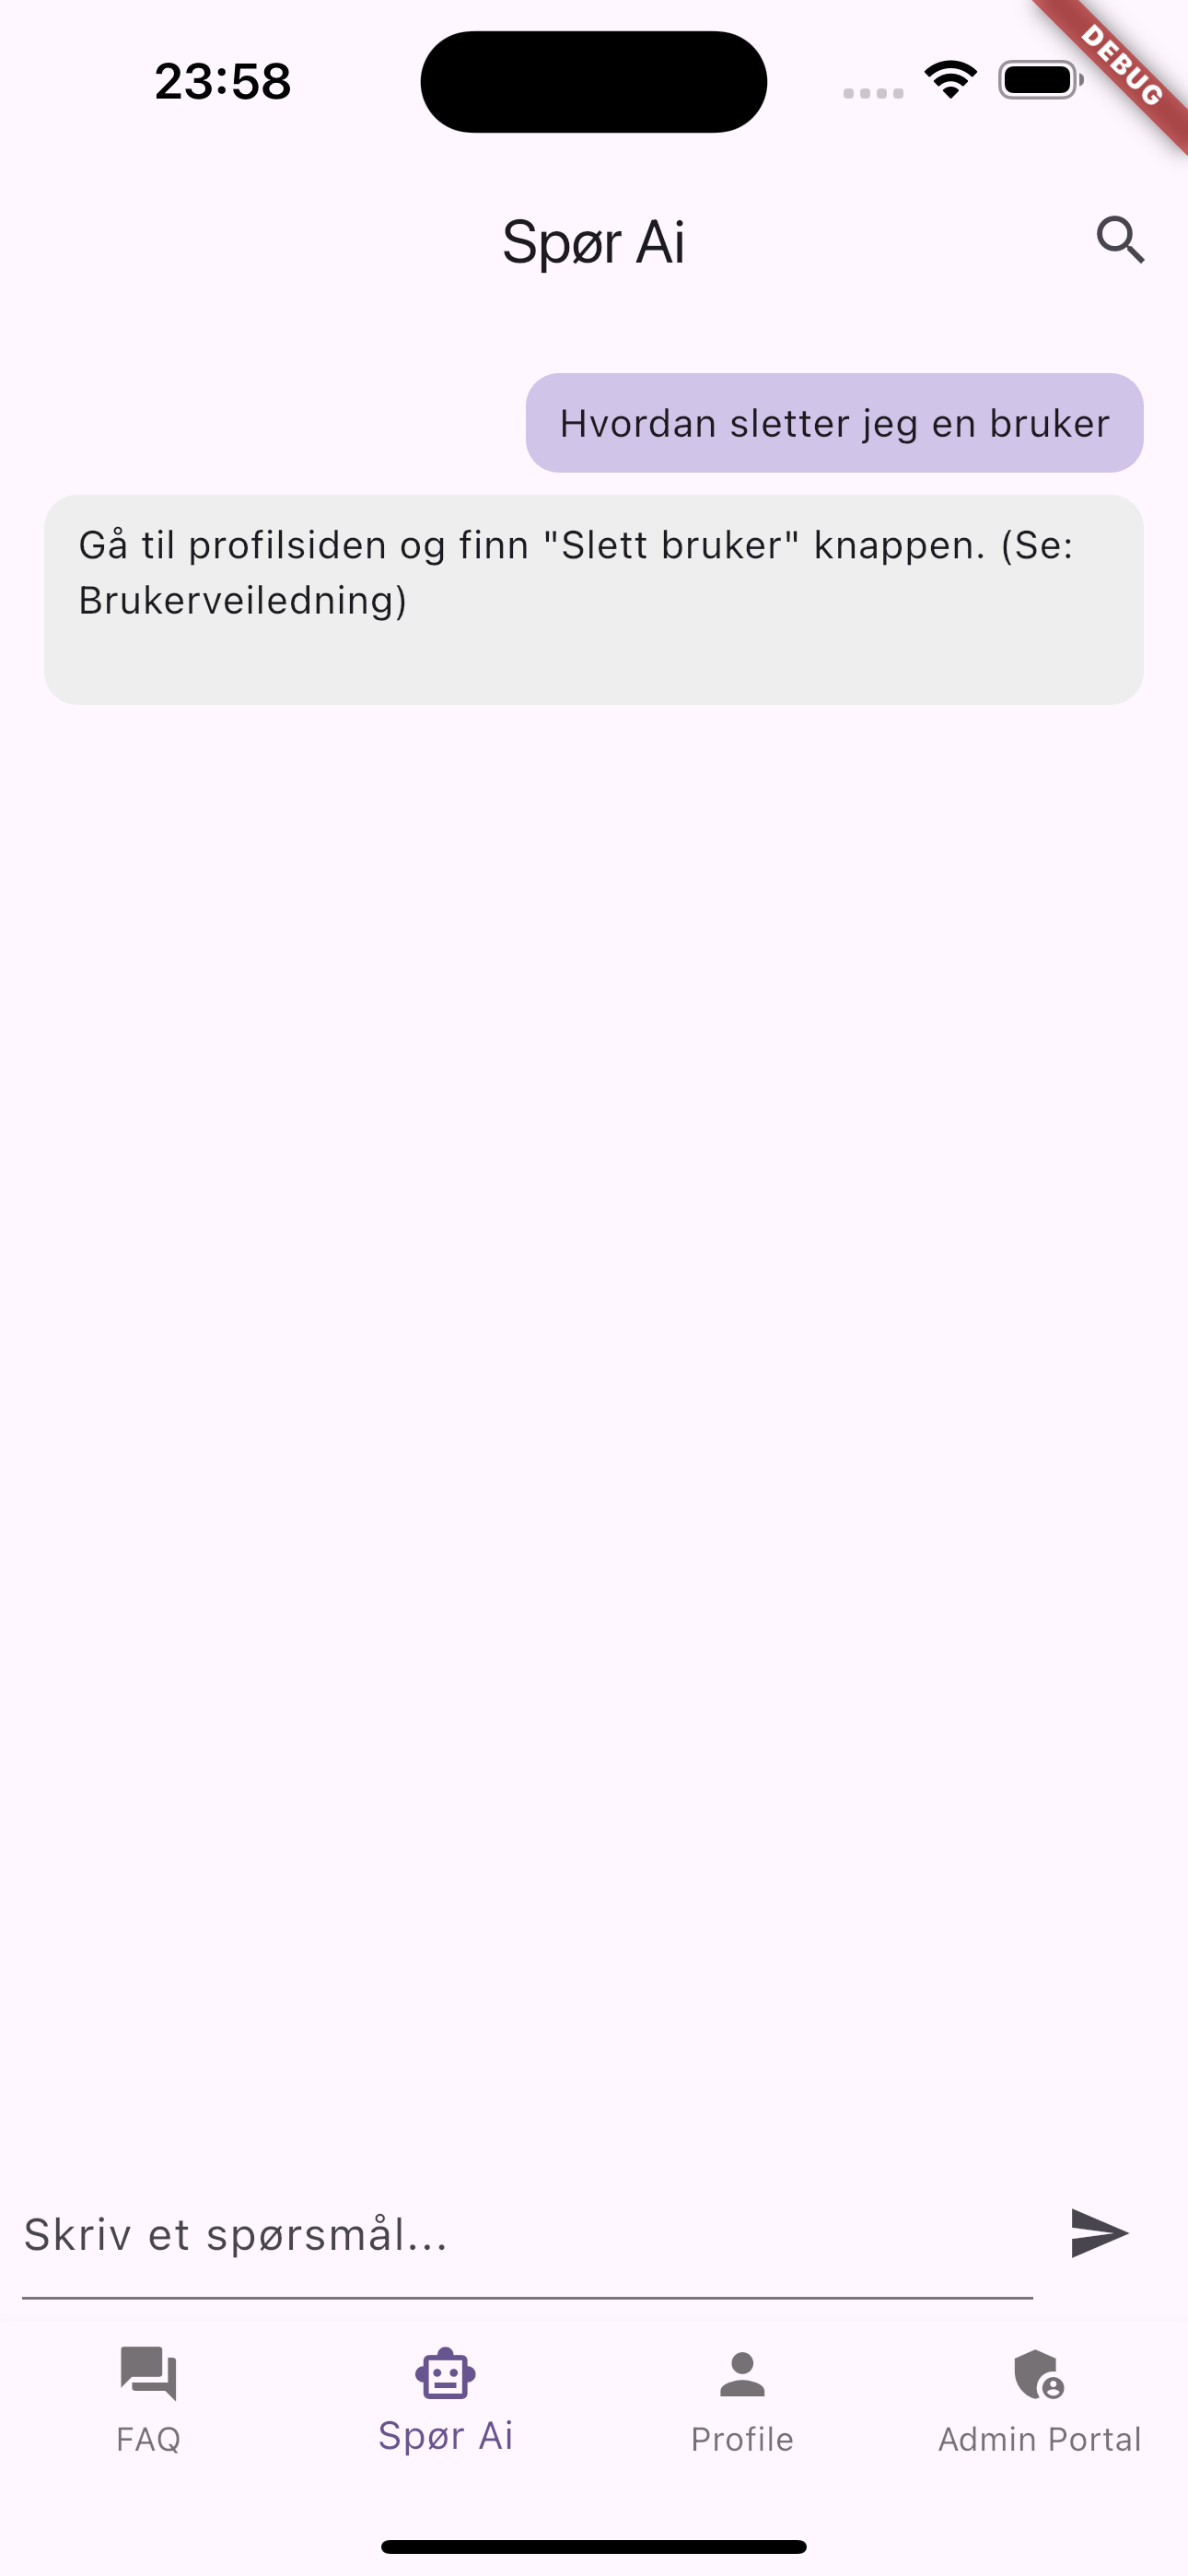 23:58
DEBUG
Spør Ai
Hvordan sletter jeg en bruker
Gå til profilsiden og finn "Slett bruker" knappen. (Se:
Brukerveiledning)
Skriv et spørsmål...
FAQ
Spør Ai
Profile
Admin Portal